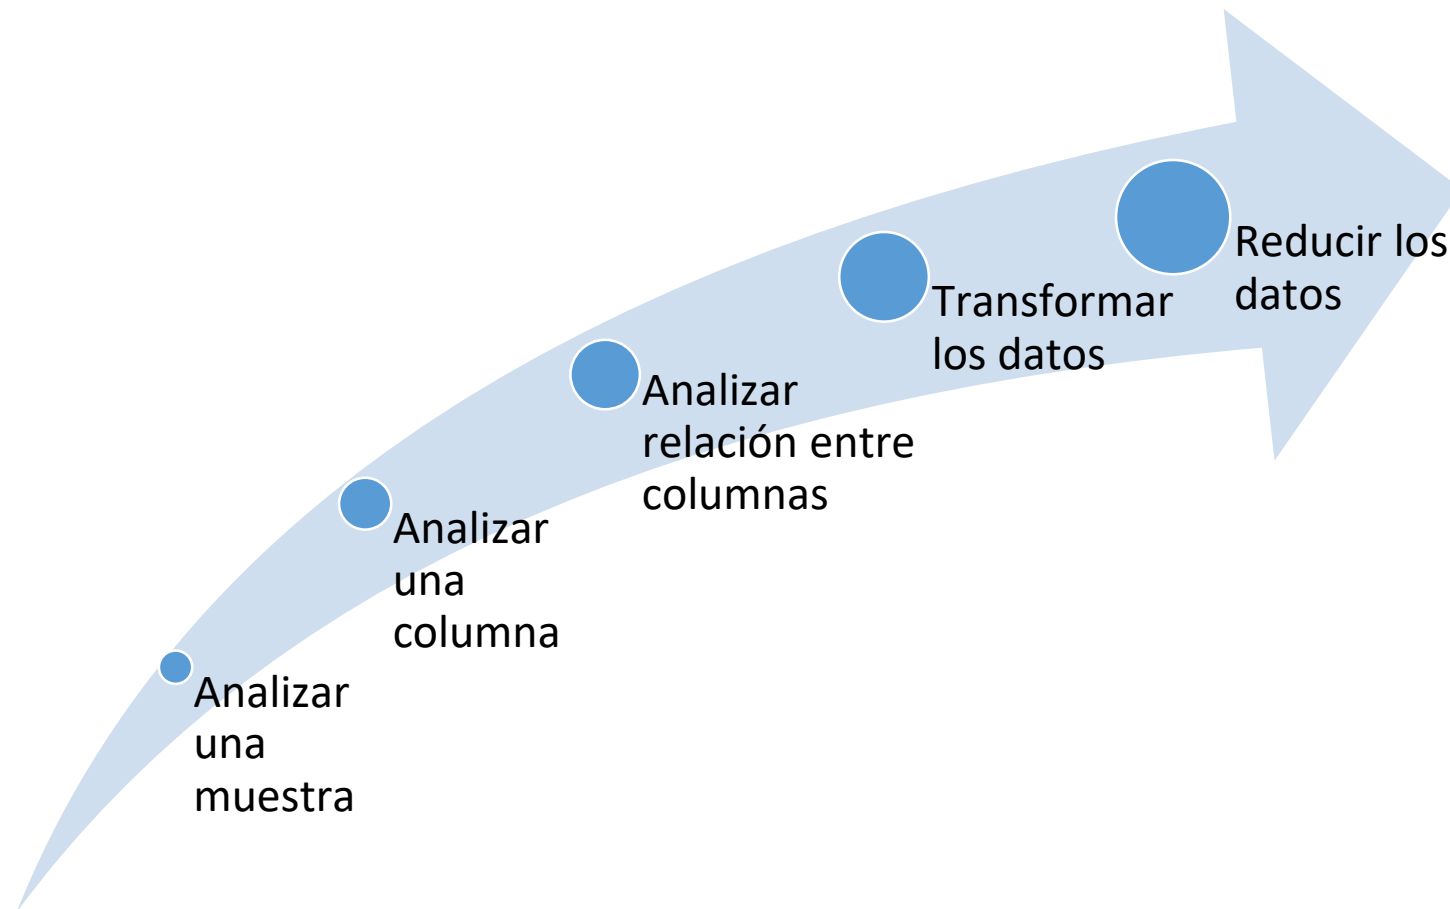 Analizar
una
muestra
Analizar
una
columna
Analizar
relación entre
columnas
Transformar
los datos
Reducir los
datos